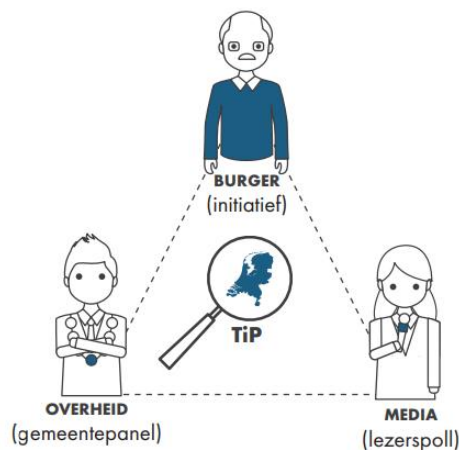 BURGER
(initiatief)
TiP
OVERHEID
(gemeentepanel)
MEDIA
(lezerspoll)